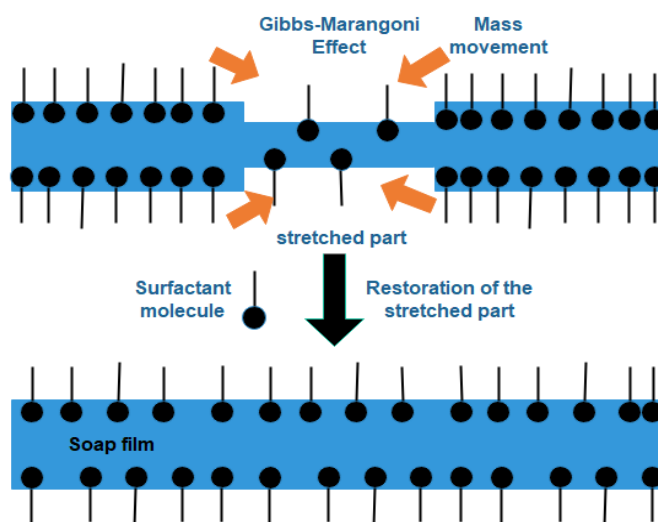 Gibbs-Marangoni
Effect
Mass
movement
stretched part
Surfactant
molecule
Restoration of the
stretched part
Soap film